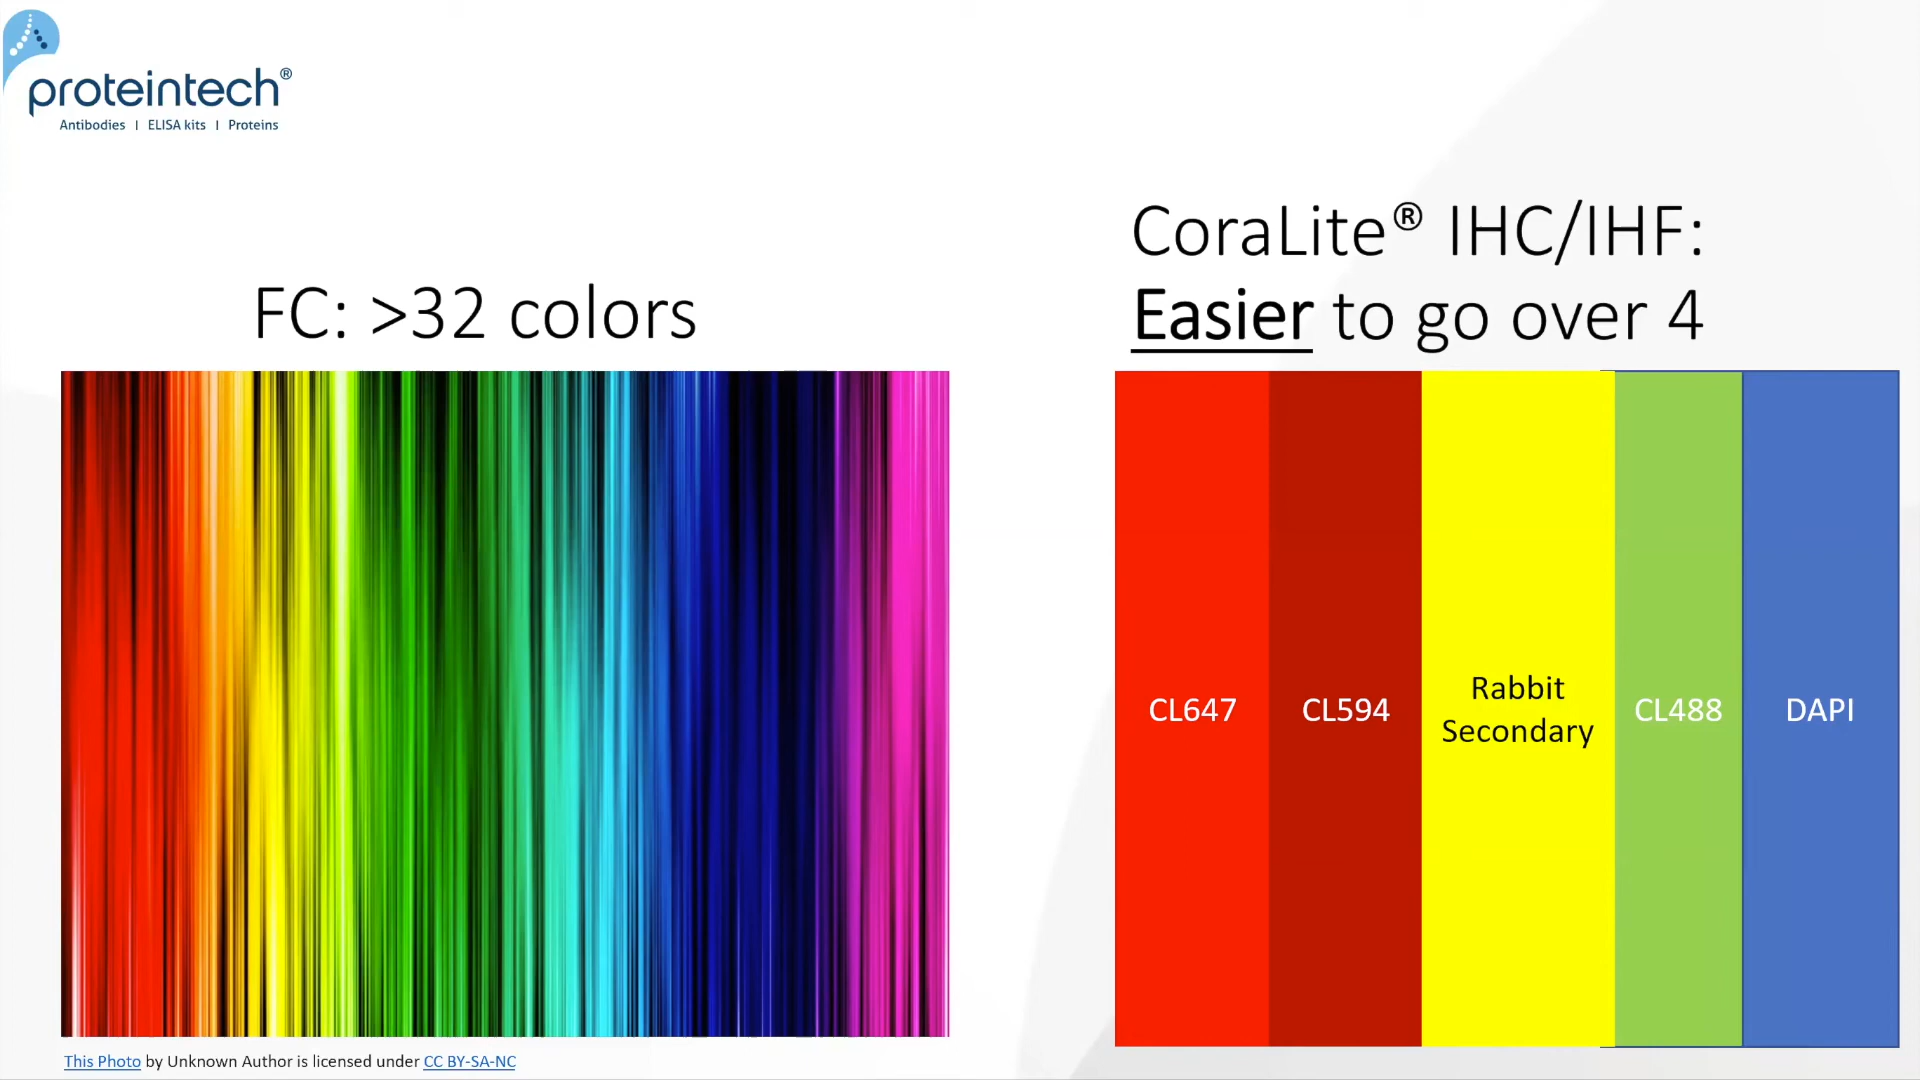 proteintech®
Antibodies | ELISA kits | Proteins
FC: >32 colors
CoraLite® IHC/IHF:
Easier to go over 4
CL647
CL594
Rabbit
Secondary
CL488
DAPI
This Photo by Unknown Author is licensed under CC BY-SA-NC